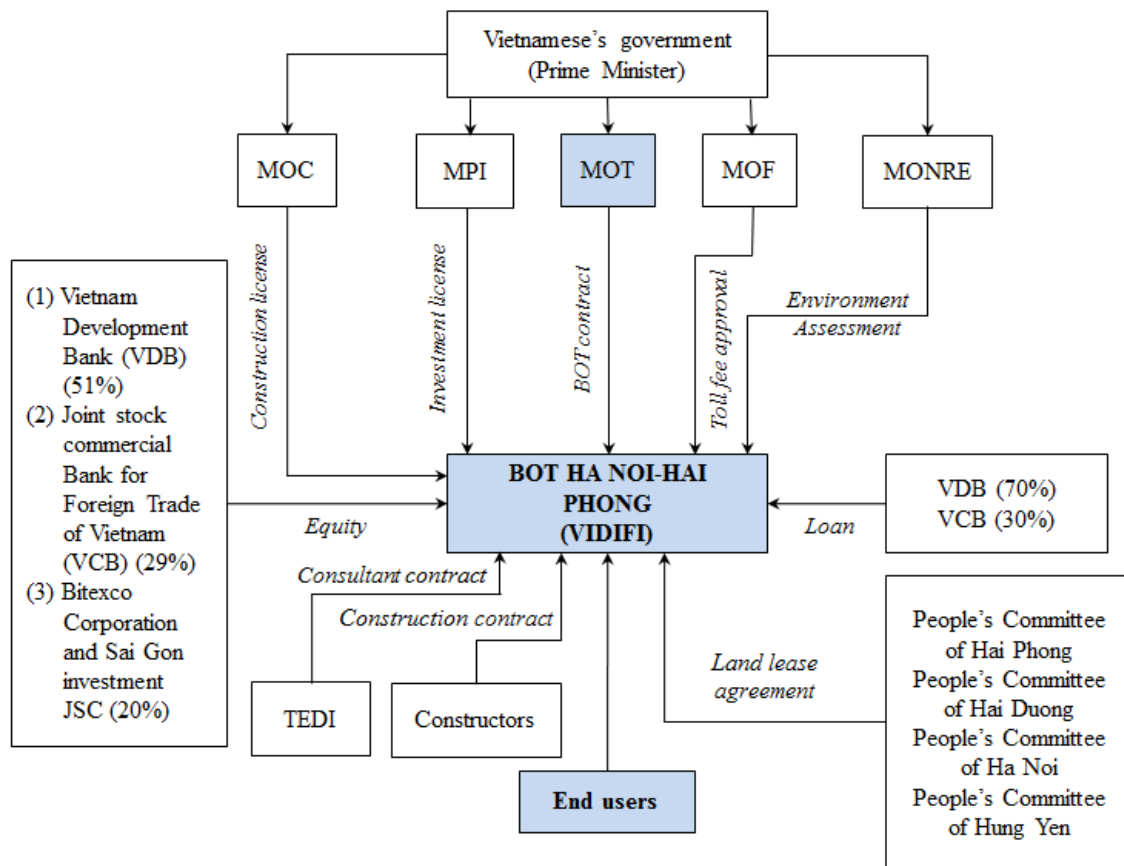 Vietnamese's government
(Prime Minister)
MOC
MPI
MOT
MOF
MONRE
Construction license
Investment license
BOT contract
Toll fee approval
Environment
Assessment
(1) Vietnam
Development
Bank (VDB)
(51%)
(2) Joint stock
commercial
Bank for
Foreign Trade
of Vietnam
(VCB) (29%)
(3) Bitexco
Corporation
and Sai Gon
investment
JSC (20%)
Equity
BOT HA NOI-HAI
PHONG
(VIDIFI)
Loan
VDB (70%)
VCB (30%)
Consultant contract
Construction contract
Land lease
agreement
TEDI
Constructors
End users
People's Committee
of Hai Phong
People's Committee
of Hai Duong
People's Committee
of Ha Noi
People's Committee
of Hung Yen